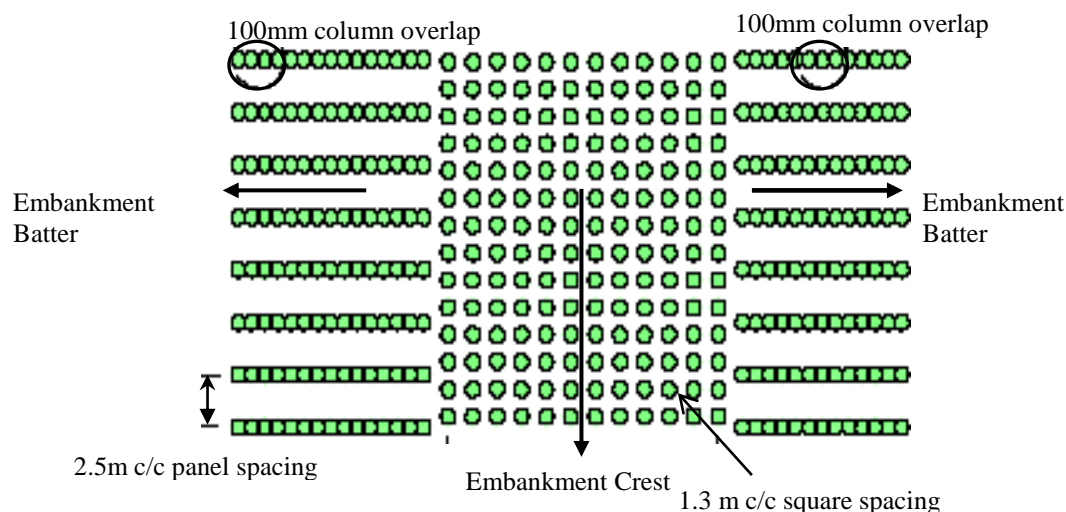 100mm column overlap
100mm column overlap
Embankment
Batter
Embankment
Batter
2.5m c/c panel spacing
Embankment Crest
1.3 m c/c square spacing